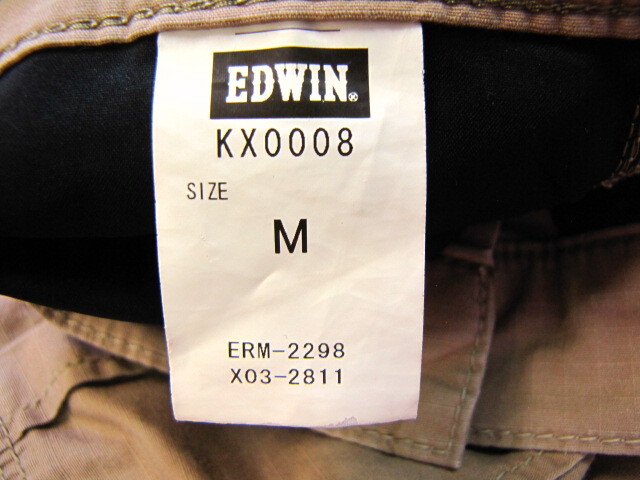 EDWIN®
KX0008
SIZE
M
ERM-2298
X03-2811